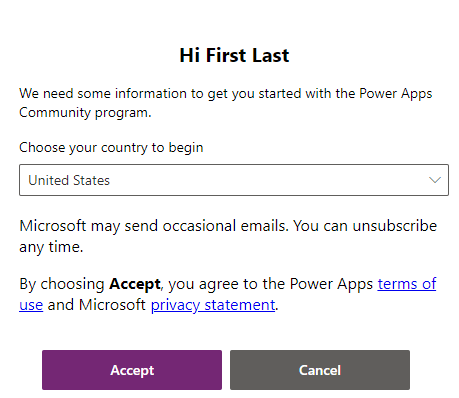 Hi First Last
We need some information to get you started with the Power Apps
Community program.
Choose your country to begin
United States
Microsoft may send occasional emails. You can unsubscribe
any time.
By choosing Accept, you agree to the Power Apps terms of
use and Microsoft privacy statement.
Accept
Cancel